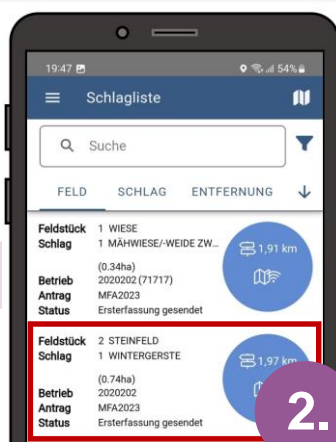 19:47 54%
Schlagliste
Suche
FELD SCHLAG ENTFERNUNG
Feldstück 1 WIESE
Schlag 1 MÄHWIESE/-WEIDE ZW...
1,91 km
(0.34ha)
Betrieb 2020202 (71717)
Antrag MFA2023
Status Ersterfassung gesendet
Feldstück 2 STEINFELD
Schlag 1 WINTERGERSTE
1,97 km
(0.74ha)
Betrieb 2020202
Antrag MFA2023
Status Ersterfassung gesendet
2.